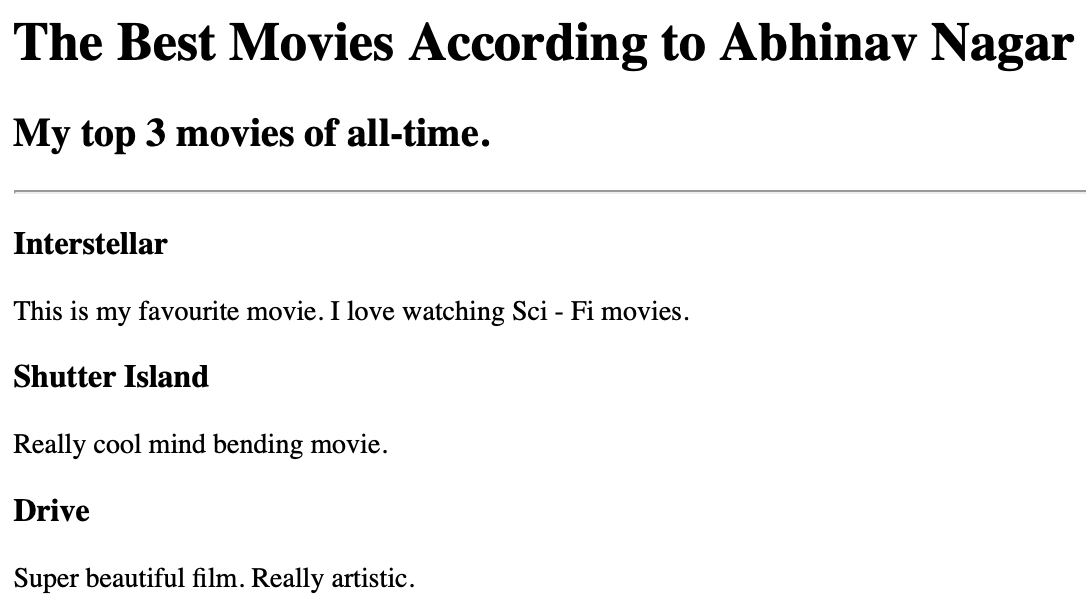 The Best Movies According to Abhinav Nagar
My top 3 movies of all-time.
Interstellar
This is my favourite movie. I love watching Sci - Fi movies.
Shutter Island
Really cool mind bending movie.
Drive
Super beautiful film. Really artistic.